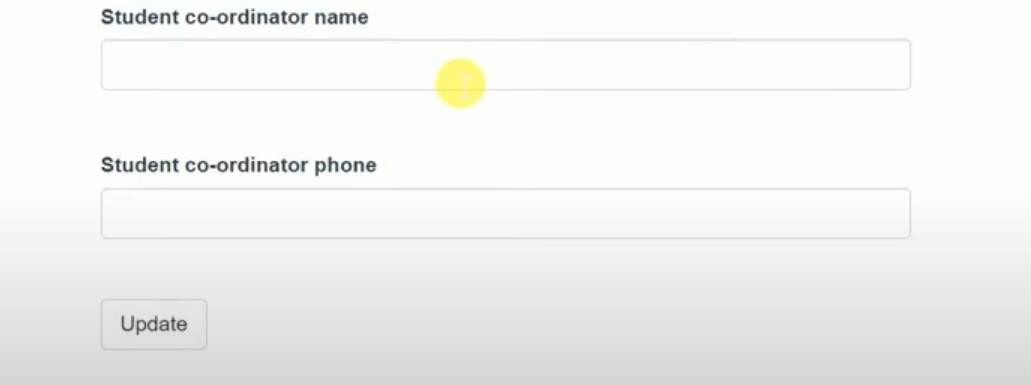 Student co-ordinator name
Student co-ordinator phone
Update